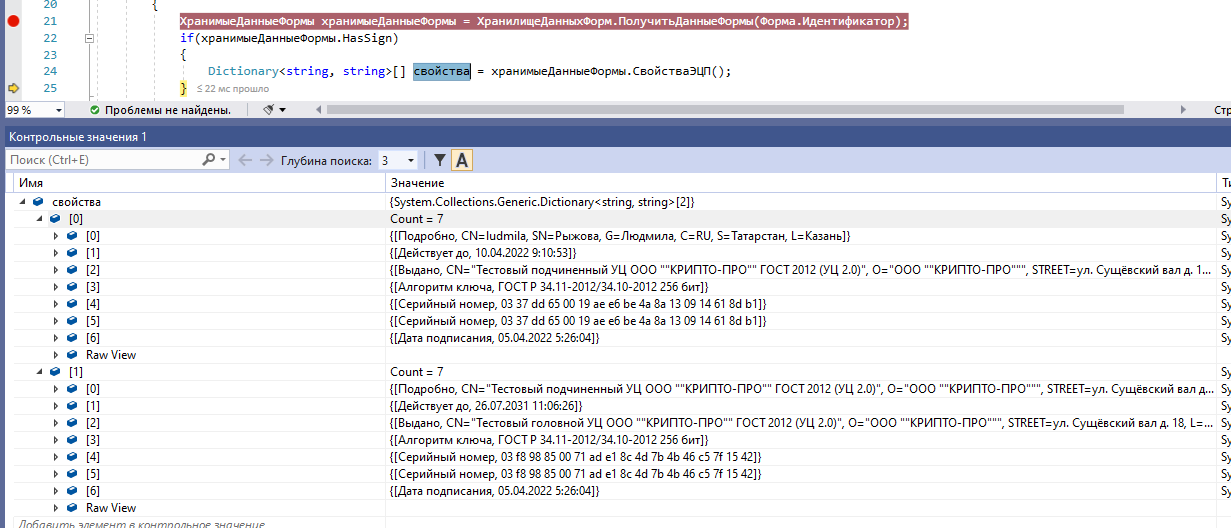 20 {
21 ХранимыеДанныеФормы хранимыеДанныеФормы = ХранилищеДанныхФорм.ПолучитьДанныеФормы(Форма.Идентификатор);
22 if(хранимыеДанныеФормы.HasSign)
23 {
24 Dictionary<string, string>[] свойства = хранимыеДанныеФормы.СвойстваЭЦП();
25 } ≤ 22 мс прошло
99 % Проблемы не найдены. Стр
Контрольные значения 1
Поиск (Ctrl+E) Глубина поиска: 3 A
Имя Значение Ти
свойства {System.Collections.Generic.Dictionary<string, string>[2]} Sy
[0] Count = 7 Sy
[0] {[Подробно, CN=ludmila, SN=Рыжова, G=Людмила, C=RU, S=Татарстан, L=Казань]} Sy
[1] {[Действует до, 10.04.2022 9:10:53]} Sy
[2] {[Выдано, CN="Тестовый подчиненный УЦ ООО ""КРИПТО-ПРО"" ГОСТ 2012 (УЦ 2.0)", O="ООО ""КРИПТО-ПРО""", STREET=ул. Сущёвский вал д. 1... Sy
[3] {[Алгоритм ключа, ГОСТ Р 34.11-2012/34.10-2012 256 бит]} Sy
[4] {[Серийный номер, 03 37 dd 65 00 19 ae e6 be 4a 8a 13 09 14 61 8d b1]} Sy
[5] {[Серийный номер, 03 37 dd 65 00 19 ae e6 be 4a 8a 13 09 14 61 8d b1]} Sy
[6] {[Дата подписания, 05.04.2022 5:26:04]} Sy
Raw View
[1] Count = 7 Sy
[0] {[Подробно, CN="Тестовый подчиненный УЦ ООО ""КРИПТО-ПРО"" ГОСТ 2012 (УЦ 2.0)", O="ООО ""КРИПТО-ПРО""", STREET=ул. Сущёвский вал д... Sy
[1] {[Действует до, 26.07.2031 11:06:26]} Sy
[2] {[Выдано, CN="Тестовый головной УЦ ООО ""КРИПТО-ПРО"" ГОСТ 2012 (УЦ 2.0)", O="ООО ""КРИПТО-ПРО""", STREET=ул. Сущёвский вал д. 18, L=... Sy
[3] {[Алгоритм ключа, ГОСТ Р 34.11-2012/34.10-2012 256 бит]} Sy
[4] {[Серийный номер, 03 f8 98 85 00 71 ad e1 8c 4d 7b 4b 46 c5 7f 15 42]} Sy
[5] {[Серийный номер, 03 f8 98 85 00 71 ad e1 8c 4d 7b 4b 46 c5 7f 15 42]} Sy
[6] {[Дата подписания, 05.04.2022 5:26:04]} Sy
Raw View
Добавить элемент в контрольное значение